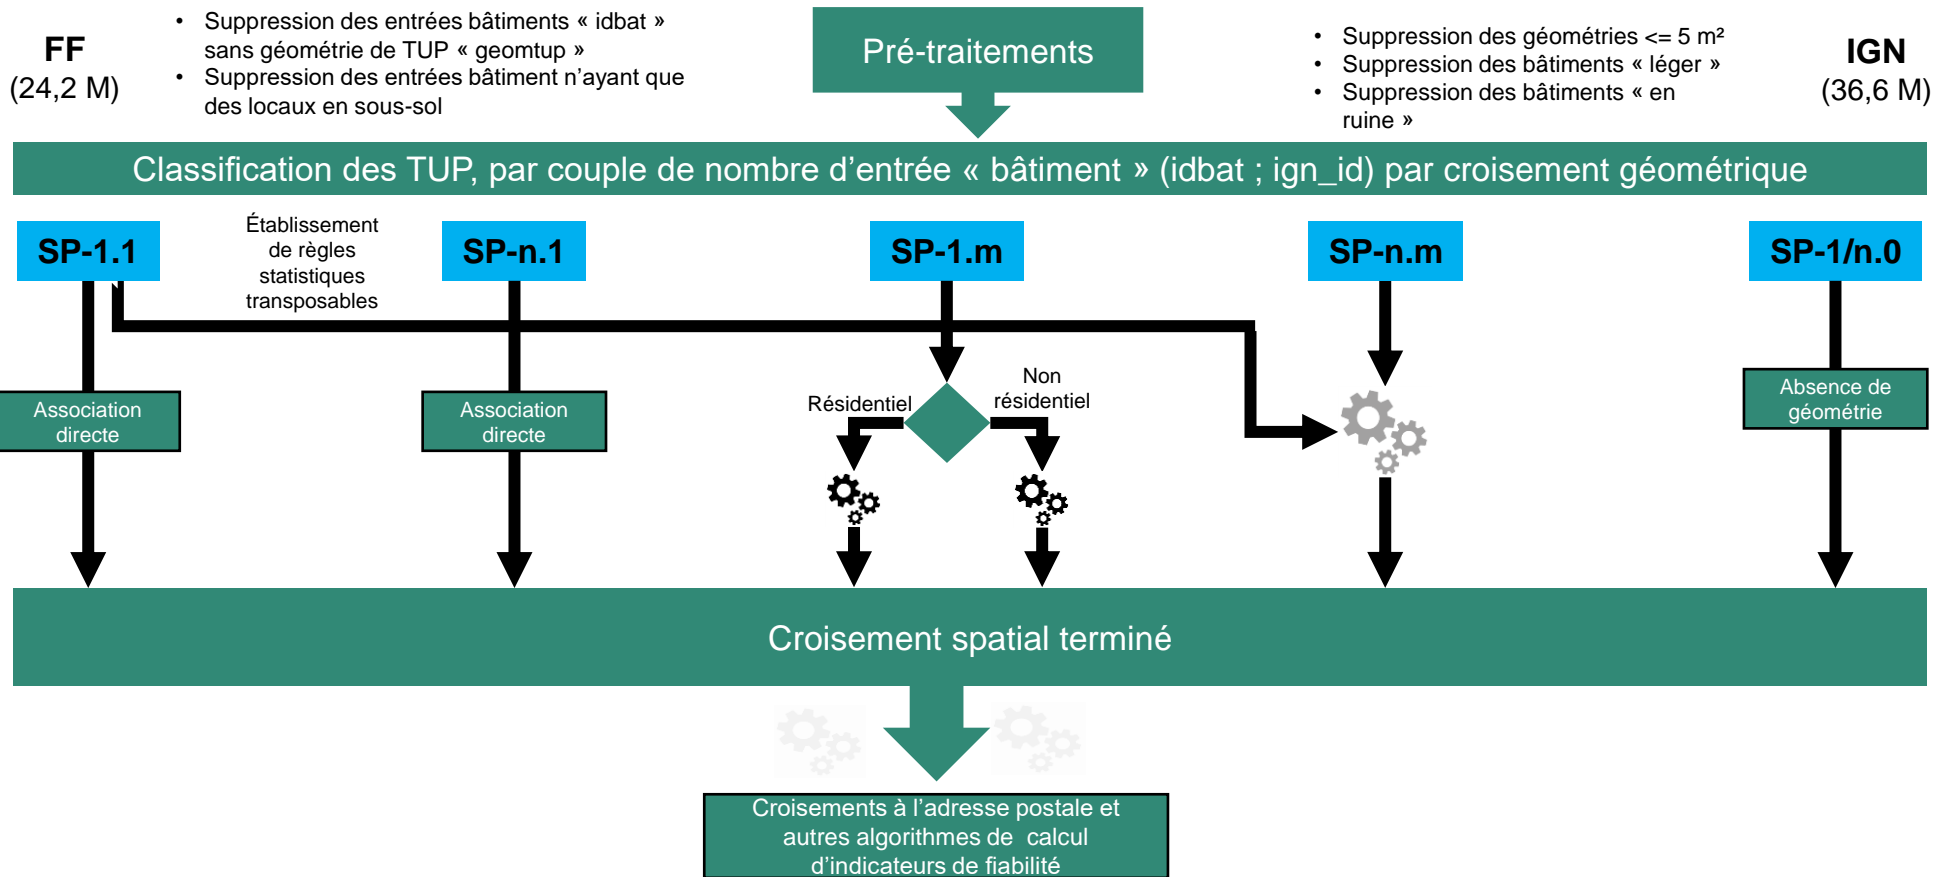 FF
(24,2 M)
• Suppression des entrées bâtiments « idbat »
sans géométrie de TUP « geomtup »
• Suppression des entrées bâtiment n’ayant que
des locaux en sous-sol
Pré-traitements
• Suppression des géométries <= 5 m²
• Suppression des bâtiments « léger »
• Suppression des bâtiments « en
ruine »
IGN
(36,6 M)
Classification des TUP, par couple de nombre d’entrée « bâtiment » (idbat ; ign_id) par croisement géométrique
SP-1.1
Établissement
de règles
statistiques
transposables
SP-n.1
SP-1.m
SP-n.m
SP-1/n.0
Association
directe
Association
directe
Résidentiel
Non
résidentiel
Absence de
géométrie
Croisement spatial terminé
Croisements à l’adresse postale et
autres algorithmes de  calcul
d’indicateurs de fiabilité